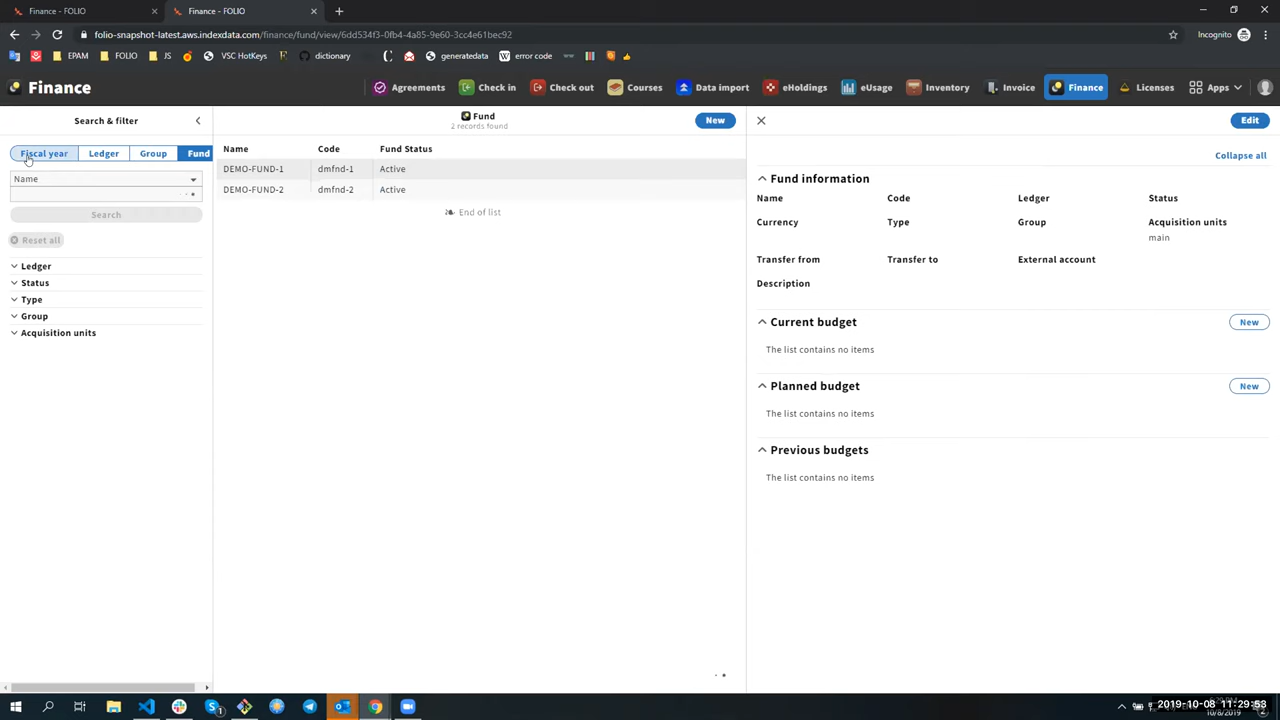 Finance - FOLIO
Finance - FOLIO
folio-snapshot-latest.aws.indexdata.com/finance/fund/view/6dd534f3-0fb4-4a85-9e60-3cc4e61bec92
Incognito
EPAM
FOLIO
JS
VSC HotKeys
dictionary
generatedata
error code
Finance
Agreements
Check in
Check out
Courses
Data import
eHoldings
eUsage
Inventory
Invoice
Finance
Licenses
Apps
Search & filter
Fund
2 records found
New
Edit
Collapse all
Fiscal year
Ledger
Group
Fund
Name
Search
Reset all
Ledger
Status
Type
Group
Acquisition units
Name Code Fund Status
DEMO-FUND-1 dmfnd-1 Active
DEMO-FUND-2 dmfnd-2 Active
End of list
Fund information
Name Code Ledger Status
Currency Type Group Acquisition units
main
Transfer from Transfer to External account
Description
Current budget
New
The list contains no items
Planned budget
New
The list contains no items
Previous budgets
The list contains no items
2019-10-08 11:29:53
10/8/2019